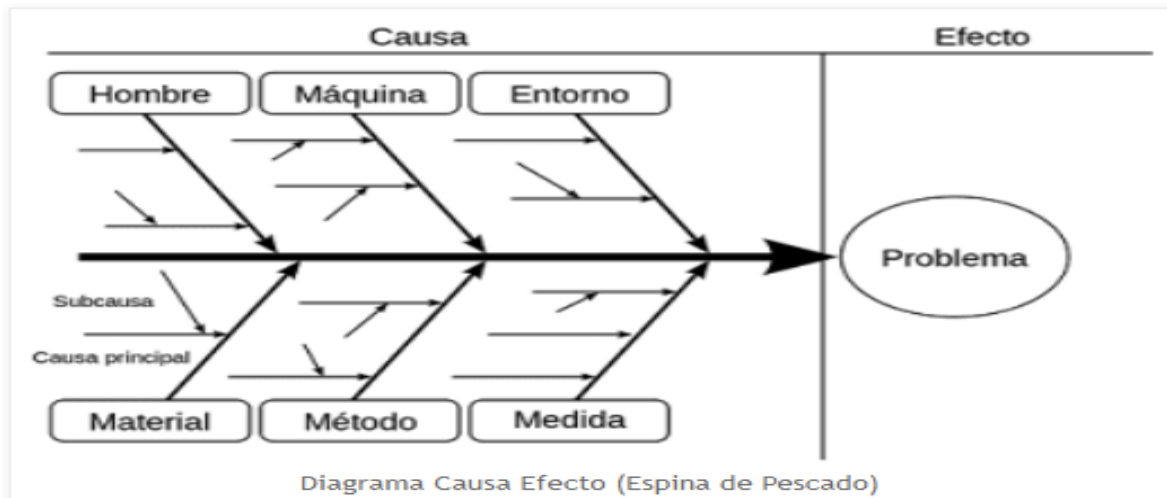 Causa
Efecto
Hombre
Máquina
Entorno
Problema
Subcausa
Causa principal
Material
Método
Medida
Diagrama Causa Efecto (Espina de Pescado)